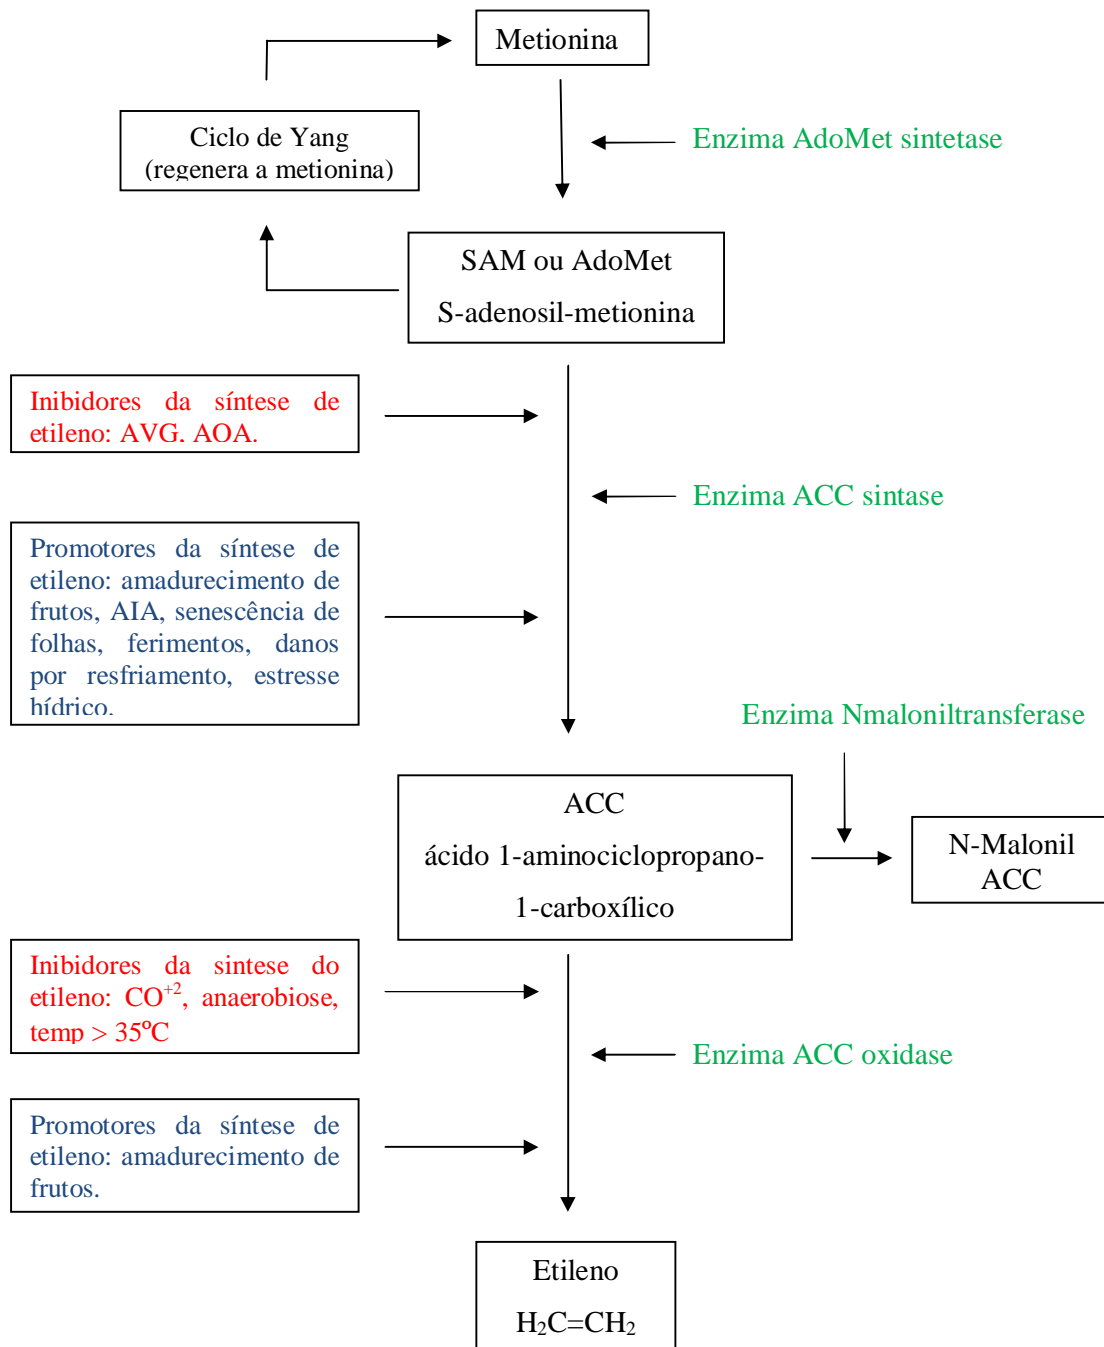 Metionina
Ciclo de Yang
(regenera a metionina)
Enzima AdoMet sintetase
SAM ou AdoMet
S-adenosil-metionina
Inibidores da síntese de
etileno: AVG, AOA.
Enzima ACC sintase
Promotores da síntese de
etileno: amadurecimento de
frutos, AIA, senescência de
folhas, ferimentos, danos
por resfriamento, estresse
hídrico.
Enzima Nmaloniltransferase
ACC
ácido 1-aminociclopropano-
1-carboxílico
N-Malonil
ACC
Inibidores da sintese do
etileno: CO⁺², anaerobiose,
temp > 35ºC
Enzima ACC oxidase
Promotores da síntese de
etileno: amadurecimento de
frutos.
Etileno
H₂C=CH₂